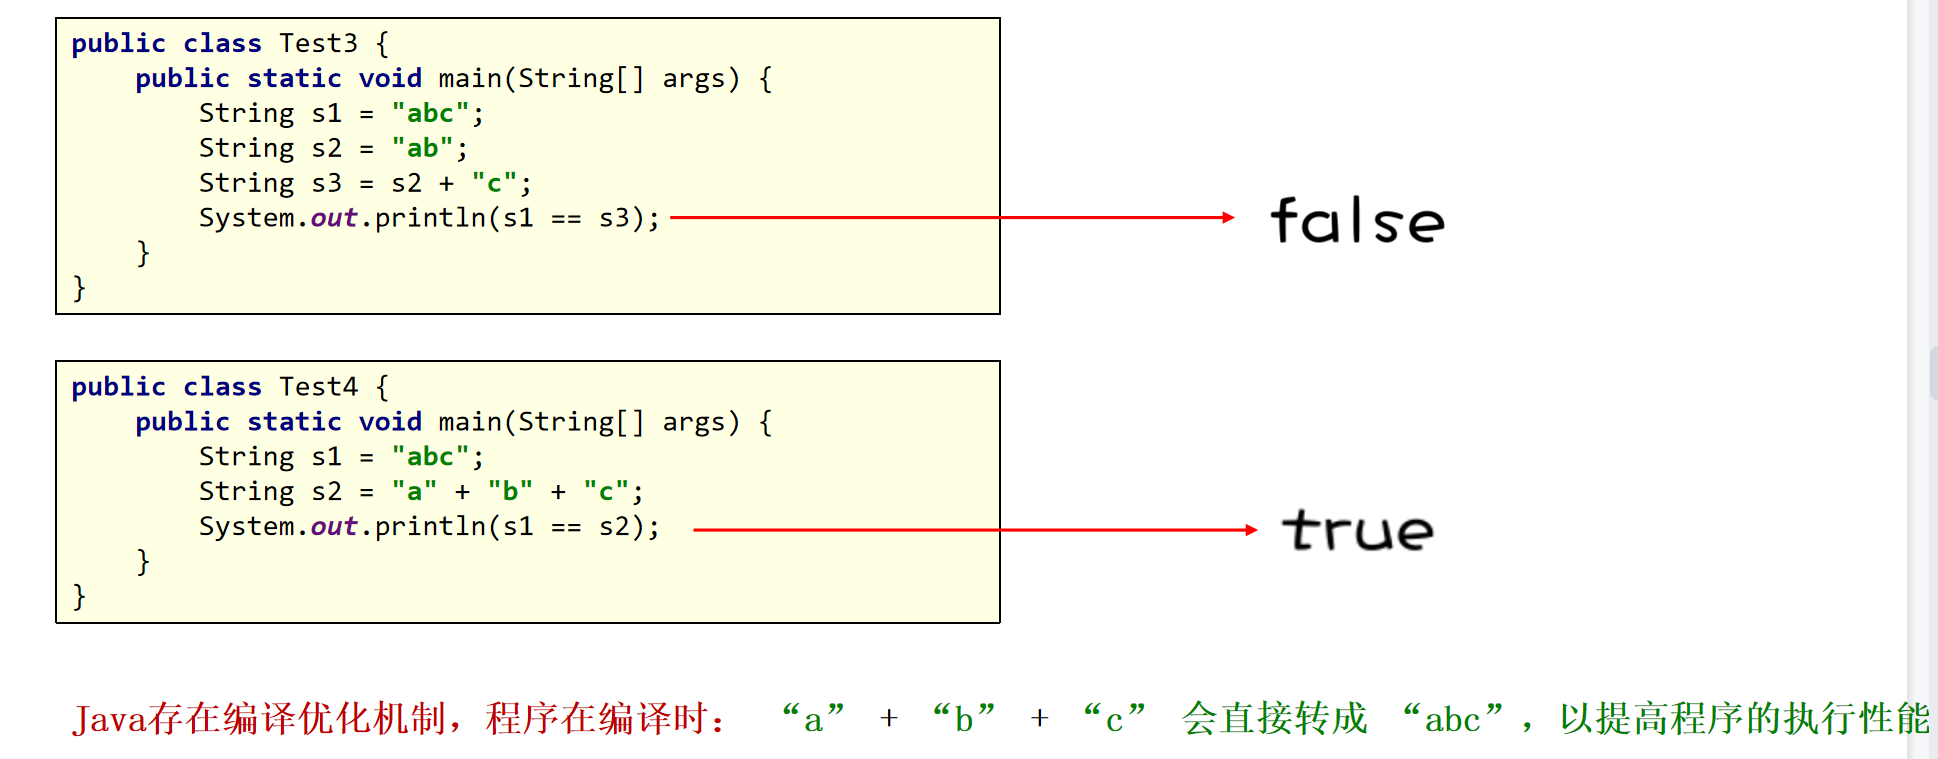 public class Test3 {
    public static void main(String[] args) {
        String s1 = "abc";
        String s2 = "ab";
        String s3 = s2 + "c";
        System.out.println(s1 == s3);
false
    }
}
public class Test4 {
    public static void main(String[] args) {
        String s1 = "abc";
        String s2 = "a" + "b" + "c";
        System.out.println(s1 == s2);
true
    }
}
Java存在编译优化机制，程序在编译时： “a” + “b” + “c” 会直接转成 “abc”，以提高程序的执行性能